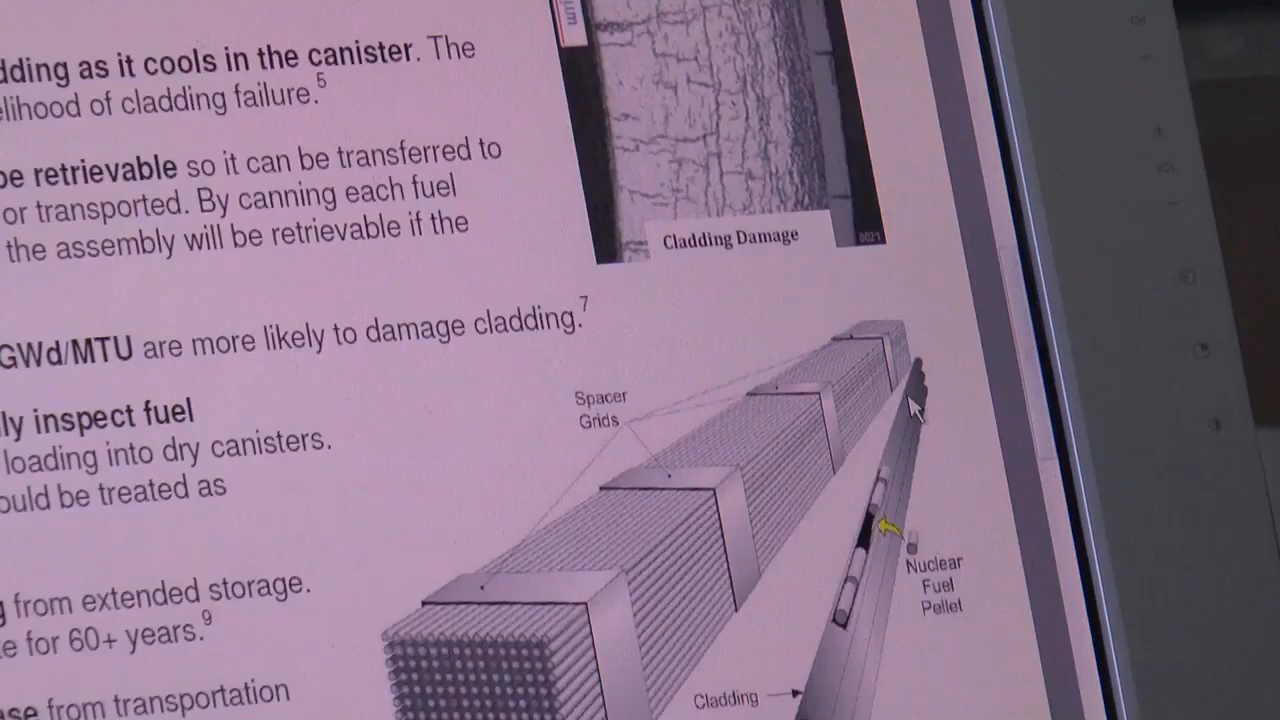 dding as it cools in the canister. The
elihood of cladding failure.5
be retrievable so it can be transferred to
or transported. By canning each fuel
the assembly will be retrievable if the
GWd/MTU are more likely to damage cladding.7
ly inspect fuel
loading into dry canisters.
ould be treated as
g from extended storage.
e for 60+ years.9
ase from transportation
µm
Cladding Damage
0021
Spacer
Grids
Nuclear
Fuel
Pellet
Cladding
VOL